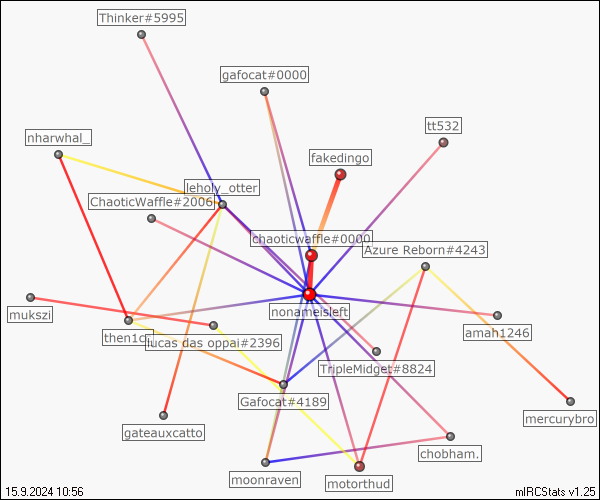 Thinker#5995
gafocat#0000
tt532
nharwhal_
fakedingo
leholy_otter
ChaoticWaffle#2006
chaoticwaffle#0000
Azure Reborn#4243
nonameisleft
mukszi
amah1246
lucas das oppai#2396
TripleMidget#8824
Gafocat#4189
mercurybro
gateauxcatto
chobham.
moonraven
motorthud
15.9.2024 10:56
mIRCStats v1.25